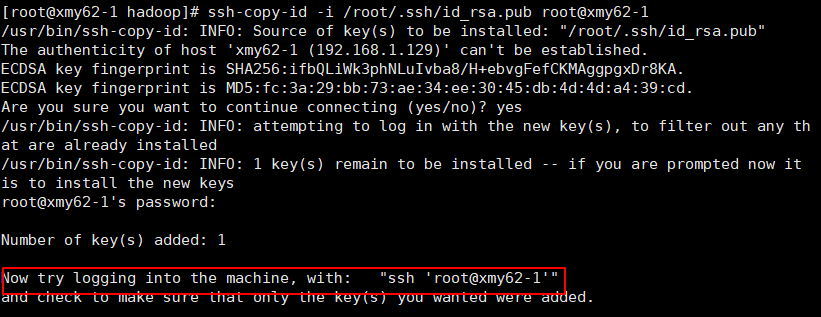 [root@xmy62-1 hadoop]# ssh-copy-id -i /root/.ssh/id_rsa.pub root@xmy62-1
/usr/bin/ssh-copy-id: INFO: Source of key(s) to be installed: "/root/.ssh/id_rsa.pub"
The authenticity of host 'xmy62-1 (192.168.1.129)' can't be established.
ECDSA key fingerprint is SHA256:ifbQLiWk3phNLuIvba8/H+ebvgFefCKMAggpgxDr8KA.
ECDSA key fingerprint is MD5:fc:3a:29:bb:73:ae:34:ee:30:45:db:4d:4d:a4:39:cd.
Are you sure you want to continue connecting (yes/no)? yes
/usr/bin/ssh-copy-id: INFO: attempting to log in with the new key(s), to filter out any th
at are already installed
/usr/bin/ssh-copy-id: INFO: 1 key(s) remain to be installed -- if you are prompted now it
is to install the new keys
root@xmy62-1's password:
Number of key(s) added: 1
Now try logging into the machine, with:   "ssh 'root@xmy62-1'"
and check to make sure that only the key(s) you wanted were added.